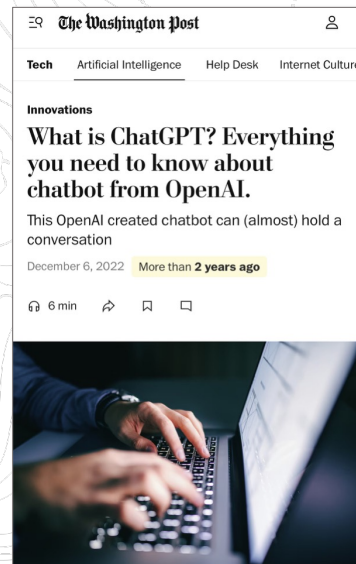 The Washington Post
Tech Artificial Intelligence Help Desk Internet Culture
Innovations
What is ChatGPT? Everything
you need to know about
chatbot from OpenAI.
This OpenAI created chatbot can (almost) hold a
conversation
December 6, 2022 More than 2 years ago
6 min